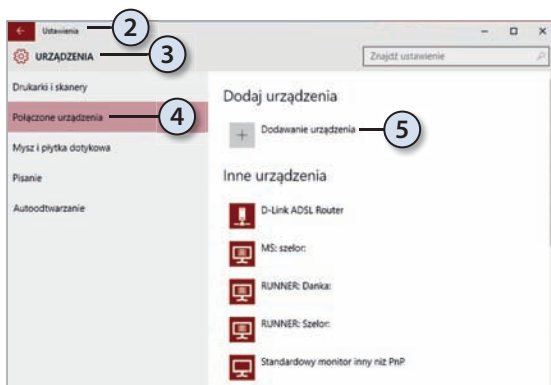 Ustawienia
2
URZĄDZENIA
3
Znajdź ustawienie
Drukarki i skanery
Połączone urządzenia
4
Mysz i płytka dotykowa
Pisanie
Autoodtwarzanie
Dodaj urządzenia
Dodawanie urządzenia
5
Inne urządzenia
D-Link ADSL Router
MS: szelor:
RUNNER: Danka:
RUNNER: Szelor:
Standardowy monitor inny niż PnP